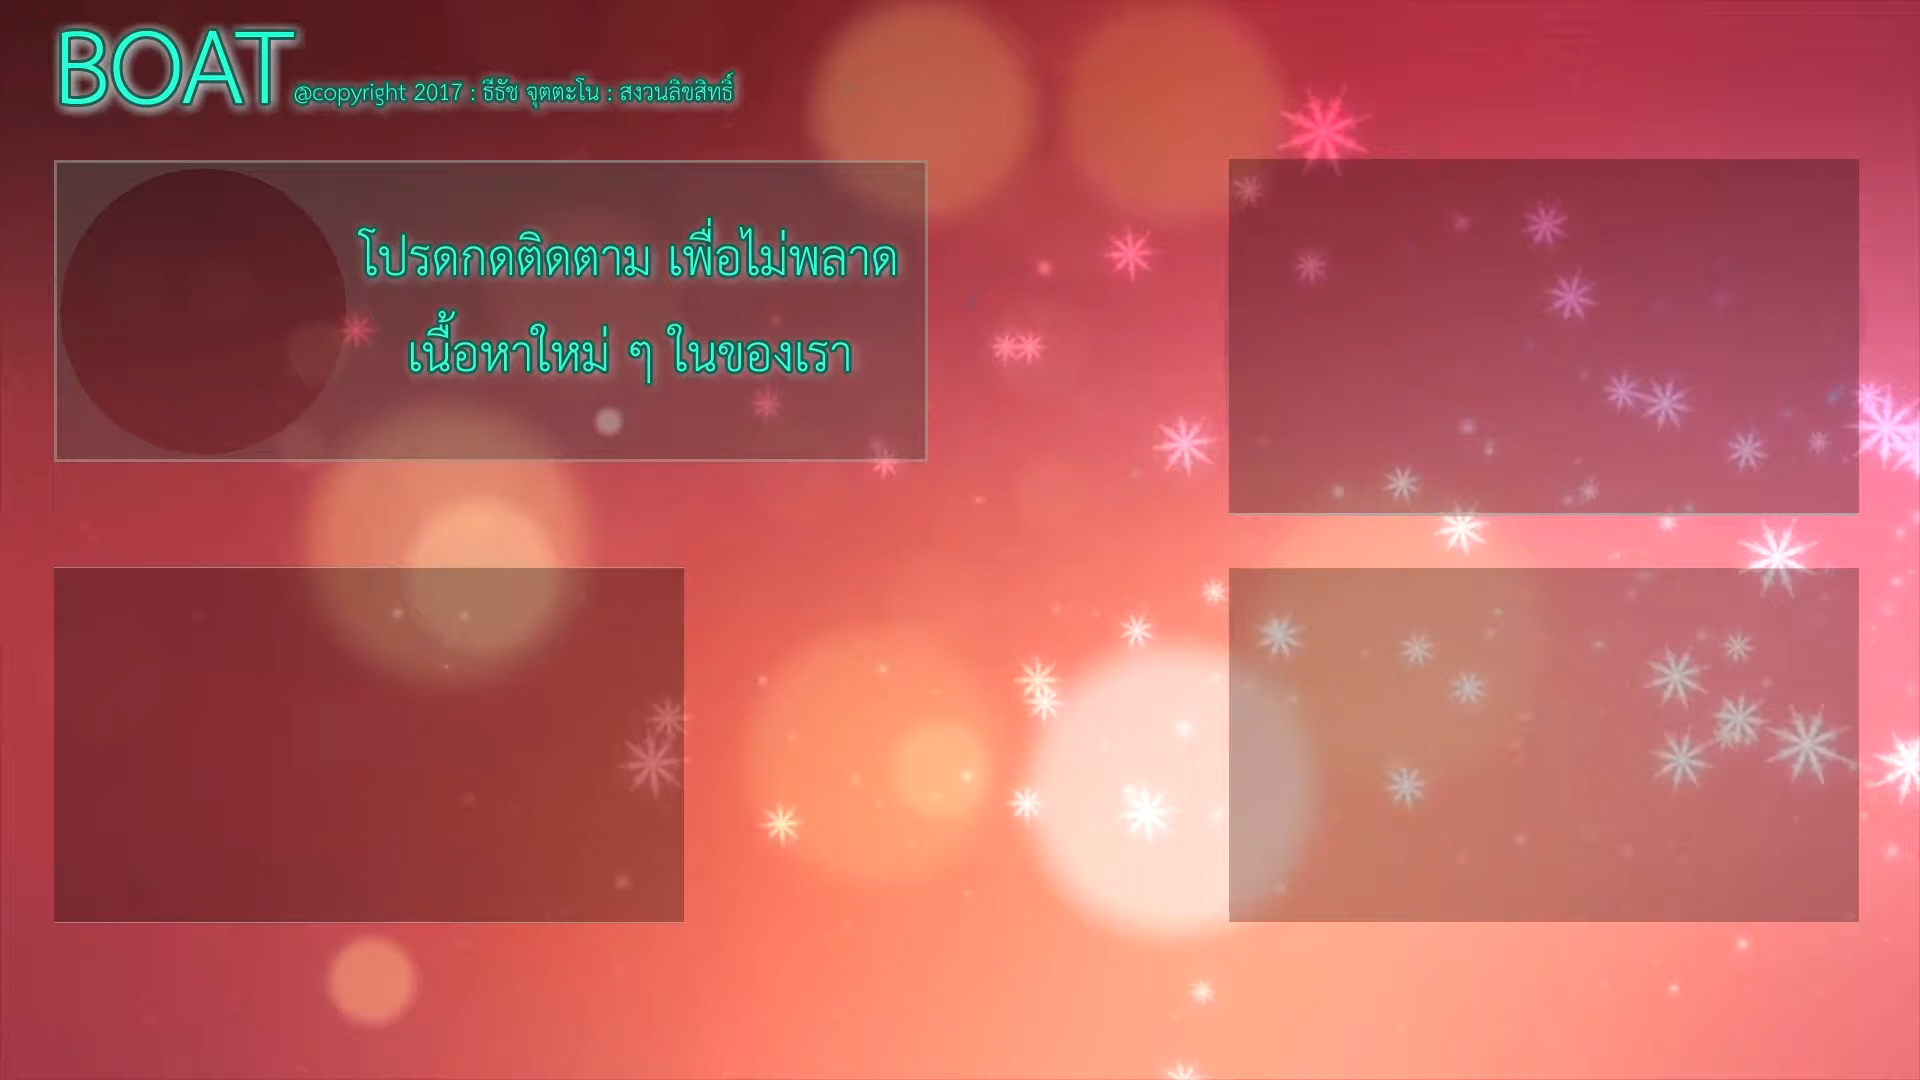 BOAT @copyright 2017 : ธีธัช จุตตะโน : สงวนลิขสิทธิ์
โปรดกดติดตาม เพื่อไม่พลาด
เนื้อหาใหม่ ๆ ในของเรา